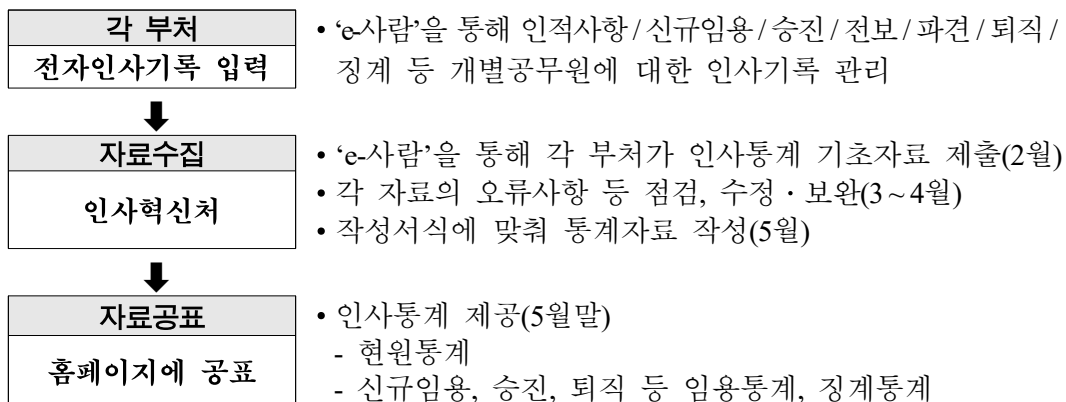 각 부처
전자인사기록 입력
• ‘e-사람’을 통해 인적사항/신규임용/승진/전보/파견/퇴직/
징계 등 개별공무원에 대한 인사기록 관리
자료수집
인사혁신처
• ‘e-사람’을 통해 각 부처가 인사통계 기초자료 제출(2월)
• 각 자료의 오류사항 등 점검, 수정·보완(3~4월)
• 작성서식에 맞춰 통계자료 작성(5월)
자료공표
홈페이지에 공표
• 인사통계 제공(5월말)
- 현원통계
- 신규임용, 승진, 퇴직 등 임용통계, 징계통계